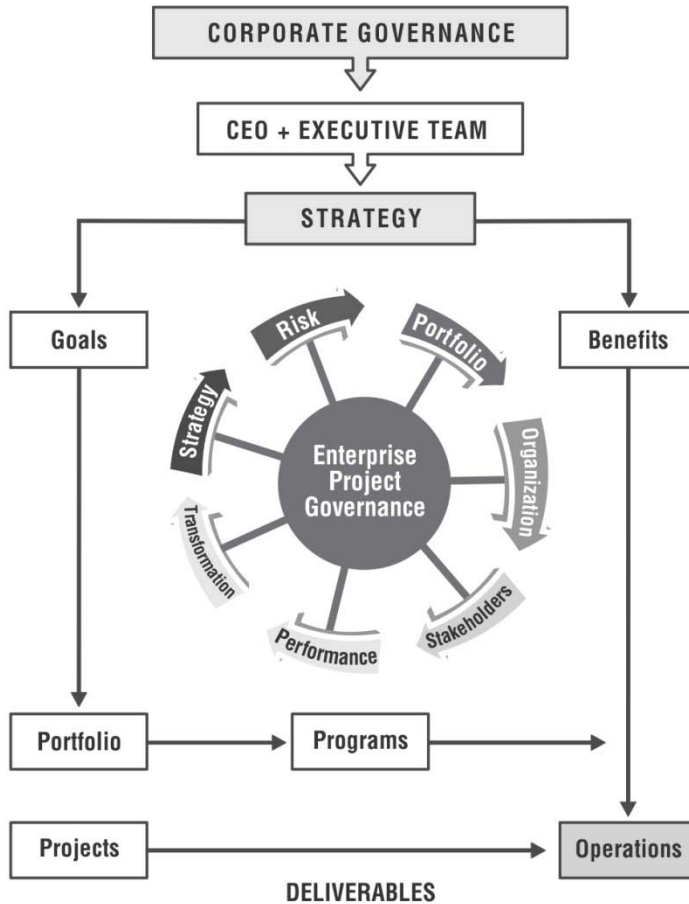 CORPORATE GOVERNANCE
CEO + EXECUTIVE TEAM
STRATEGY
Goals
Benefits
Risk
Portfolio
Strategy
Organization
Enterprise
Project
Governance
Transformation
Stakeholders
Performance
Portfolio
Programs
Projects
Operations
DELIVERABLES